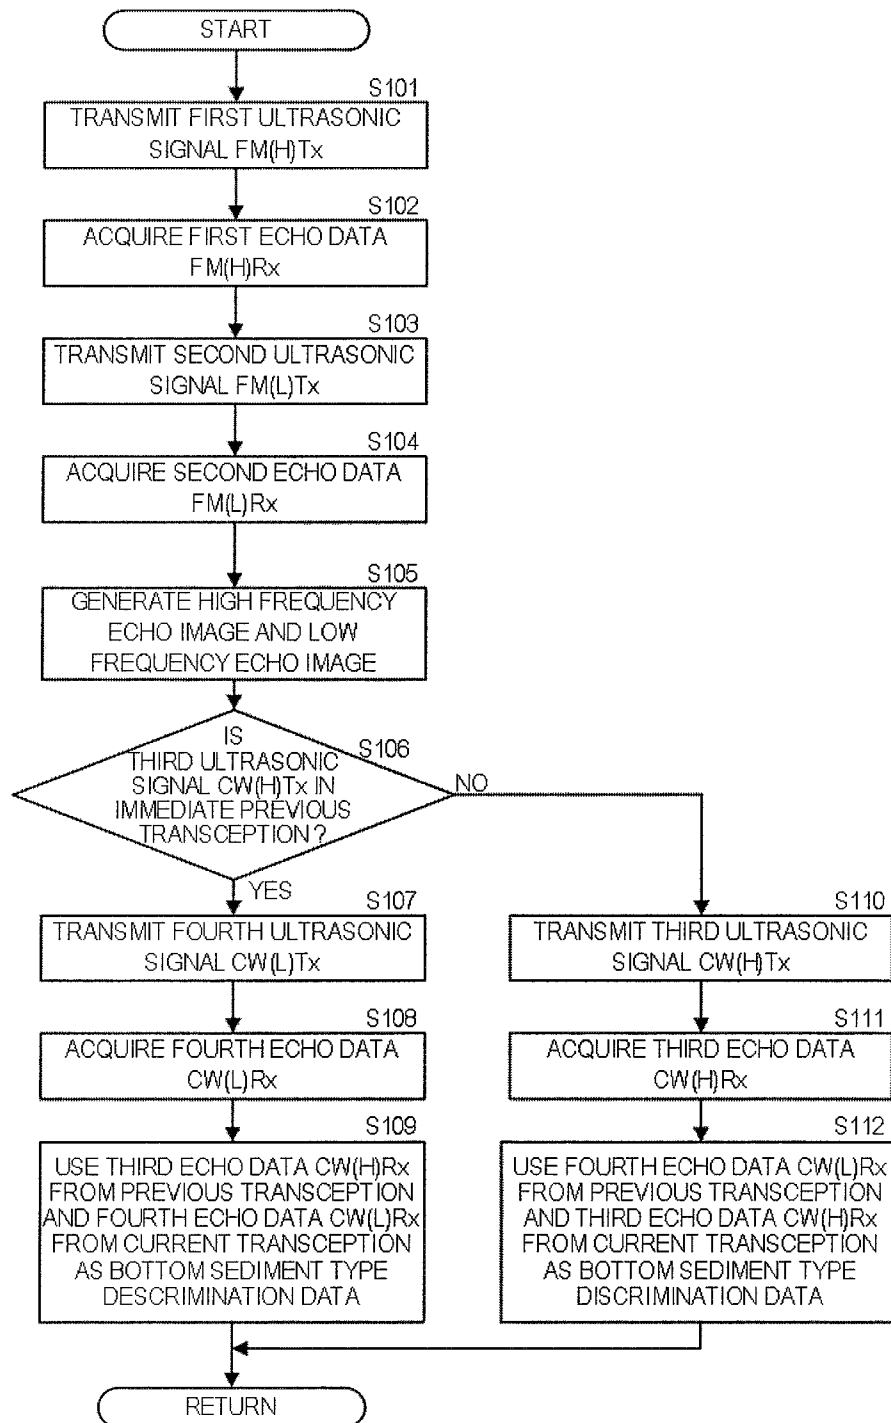 START
S101
TRANSMIT FIRST ULTRASONIC
SIGNAL FM(H)Tx
S102
ACQUIRE FIRST ECHO DATA
FM(H)Rx
S103
TRANSMIT SECOND ULTRASONIC
SIGNAL FM(L)Tx
S104
ACQUIRE SECOND ECHO DATA
FM(L)Rx
S105
GENERATE HIGH FREQUENCY
ECHO IMAGE AND LOW
FREQUENCY ECHO IMAGE
S106
IS
THIRD ULTRASONIC
SIGNAL CW(H)Tx IN
IMMEDIATE PREVIOUS
TRANSCEPTION?
NO
YES
S107
TRANSMIT FOURTH ULTRASONIC
SIGNAL CW(L)Tx
S108
ACQUIRE FOURTH ECHO DATA
CW(L)Rx
S109
USE THIRD ECHO DATA CW(H)Rx
FROM PREVIOUS TRANSCEPTION
AND FOURTH ECHO DATA CW(L)Rx
FROM CURRENT TRANSCEPTION
AS BOTTOM SEDIMENT TYPE
DESCRIMINATION DATA
S110
TRANSMIT THIRD ULTRASONIC
SIGNAL CW(H)Tx
S111
ACQUIRE THIRD ECHO DATA
CW(H)Rx
S112
USE FOURTH ECHO DATA CW(L)Rx
FROM PREVIOUS TRANSCEPTION
AND THIRD ECHO DATA CW(H)Rx
FROM CURRENT TRANSCEPTION
AS BOTTOM SEDIMENT TYPE
DISCRIMINATION DATA
RETURN